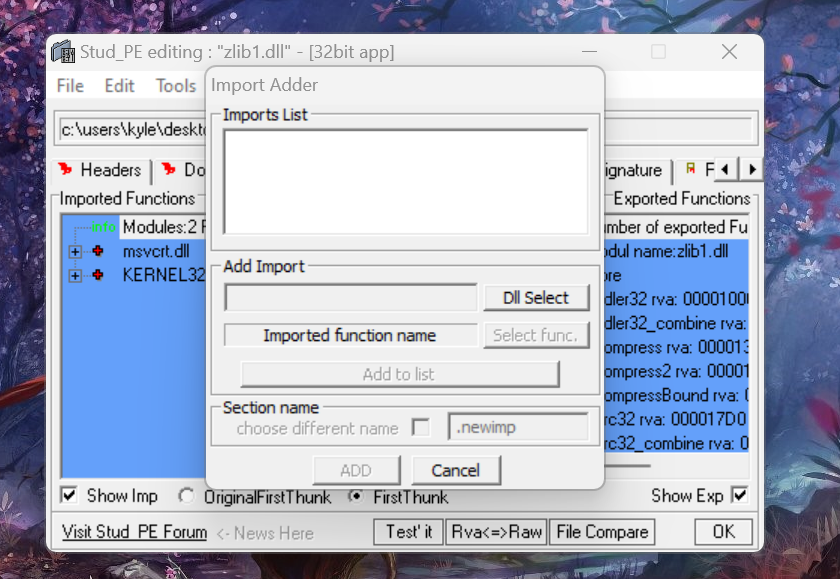 Stud_PE editing : "zlib1.dll" - [32bit app]
File Edit Tools
Import Adder
Imports List
c:\users\kyle\deskto
Headers
Do
ignature
F
Imported Functions
Exported Functions
info
Modules:2
mber of exported Fu
msvcrt.dll
odul name:zlib1.dll
KERNEL32
Add Import
Dll Select
dler32 rva: 0000100
Imported function name
Select func.
dler32_combine rva:
ompress rva: 000013
Add to list
ompress2 rva: 00001
ompressBound rva:
Section name
choose different name
.newimp
rc32 rva: 000017D0
rc32_combine rva: 0
ADD
Cancel
Show Imp
OriginalFirstThunk
FirstThunk
Show Exp
Visit Stud_PE Forum
<- News Here
Test' it
Rva<=>Raw
File Compare
OK